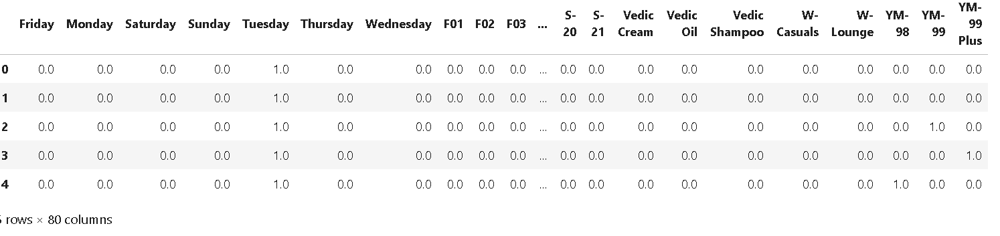 Friday Monday Saturday Sunday Tuesday Thursday Wednesday F01 F02 F03 ... S-20 S-21 Vedic Cream Vedic Oil Vedic Shampoo W-Casuals W-Lounge YM-98 YM-99 YM-99 Plus
0 0.0 0.0 0.0 0.0 1.0 0.0 0.0 0.0 0.0 0.0 ... 0.0 0.0 0.0 0.0 0.0 0.0 0.0 0.0 0.0 0.0
1 0.0 0.0 0.0 0.0 1.0 0.0 0.0 0.0 0.0 0.0 ... 0.0 0.0 0.0 0.0 0.0 0.0 0.0 0.0 0.0 0.0
2 0.0 0.0 0.0 0.0 1.0 0.0 0.0 0.0 0.0 0.0 ... 0.0 0.0 0.0 0.0 0.0 0.0 0.0 0.0 1.0 0.0
3 0.0 0.0 0.0 0.0 1.0 0.0 0.0 0.0 0.0 0.0 ... 0.0 0.0 0.0 0.0 0.0 0.0 0.0 0.0 0.0 1.0
4 0.0 0.0 0.0 0.0 1.0 0.0 0.0 0.0 0.0 0.0 ... 0.0 0.0 0.0 0.0 0.0 0.0 0.0 1.0 0.0 0.0
5 rows × 80 columns